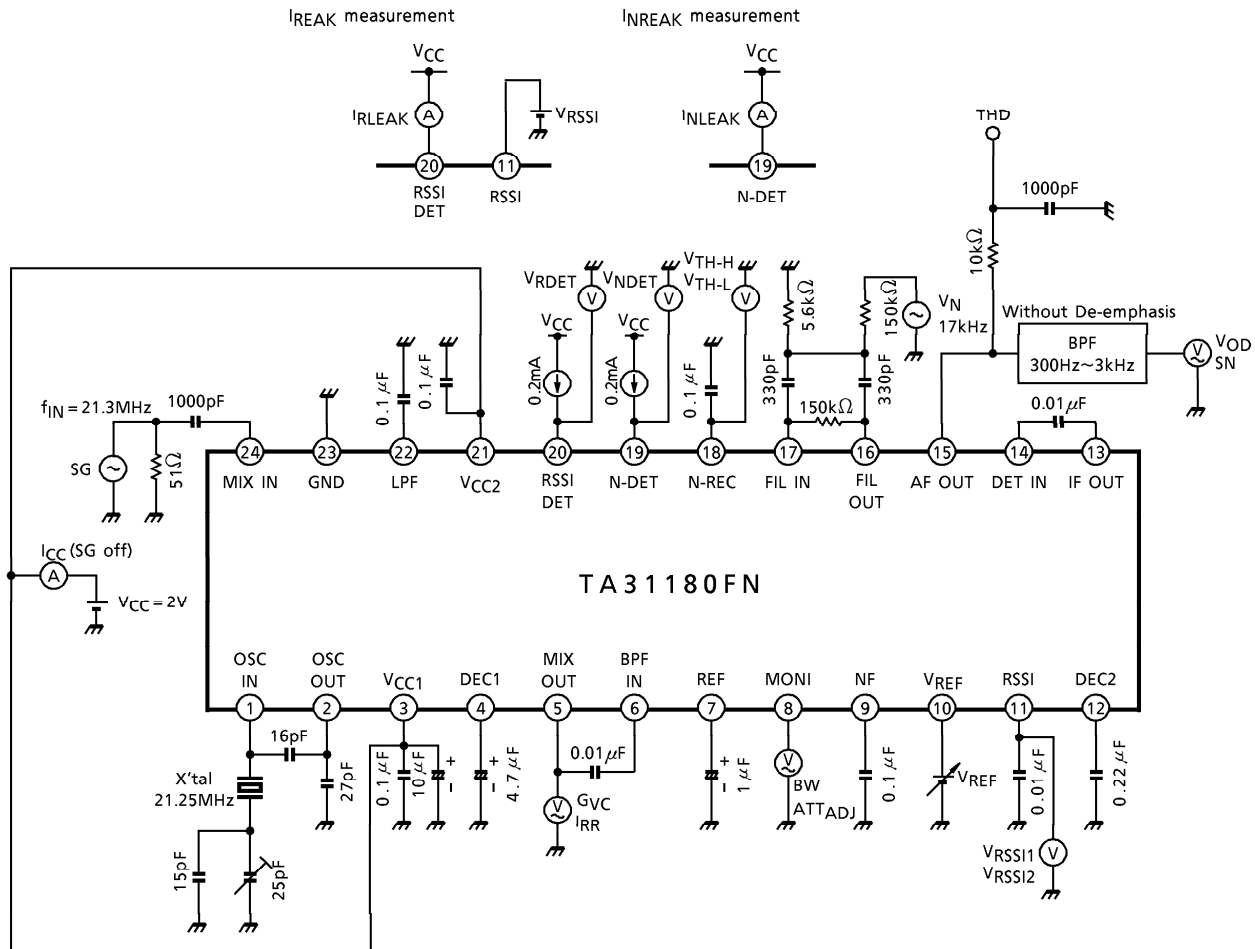 IREAK measurement
INREAK measurement
VCC
VCC
IRLEAK
A
VRSSI
INLEAK
A
THD
20
11
19
RSSI
DET
RSSI
N-DET
1000pF
10kΩ
VRDET
V
VNDET
V
VTH-H
VTH-L
V
5.6kΩ
150kΩ
VN
17kHz
VCC
VCC
Without De-emphasis
BPF
300Hz~3kHz
V
VOD
SN
0.1μF
0.1μF
0.2mA
0.2mA
0.1μF
330pF
330pF
150kΩ
fIN=21.3MHz
1000pF
0.01μF
SG
51Ω
24
23
22
21
20
19
18
17
16
15
14
13
MIX IN
GND
LPF
VCC2
RSSI
DET
N-DET
N-REC
FIL IN
FIL
OUT
AF OUT
DET IN
IF OUT
ICC (SG off)
A
VCC=2V
TA31180FN
OSC
IN
OSC
OUT
VCC1
DEC1
MIX
OUT
BPF
IN
REF
MONI
NF
VREF
RSSI
DEC2
1
2
3
4
5
6
7
8
9
10
11
12
16pF
X'tal
21.25MHz
27pF
0.1μF
10μF
+
-
4.7μF
+
-
0.01μF
V
GVC
IRR
1μF
+
-
V
BW
ATTADJ
0.1μF
VREF
0.01μF
0.22μF
15pF
25pF
VRSSI1
VRSSI2
V